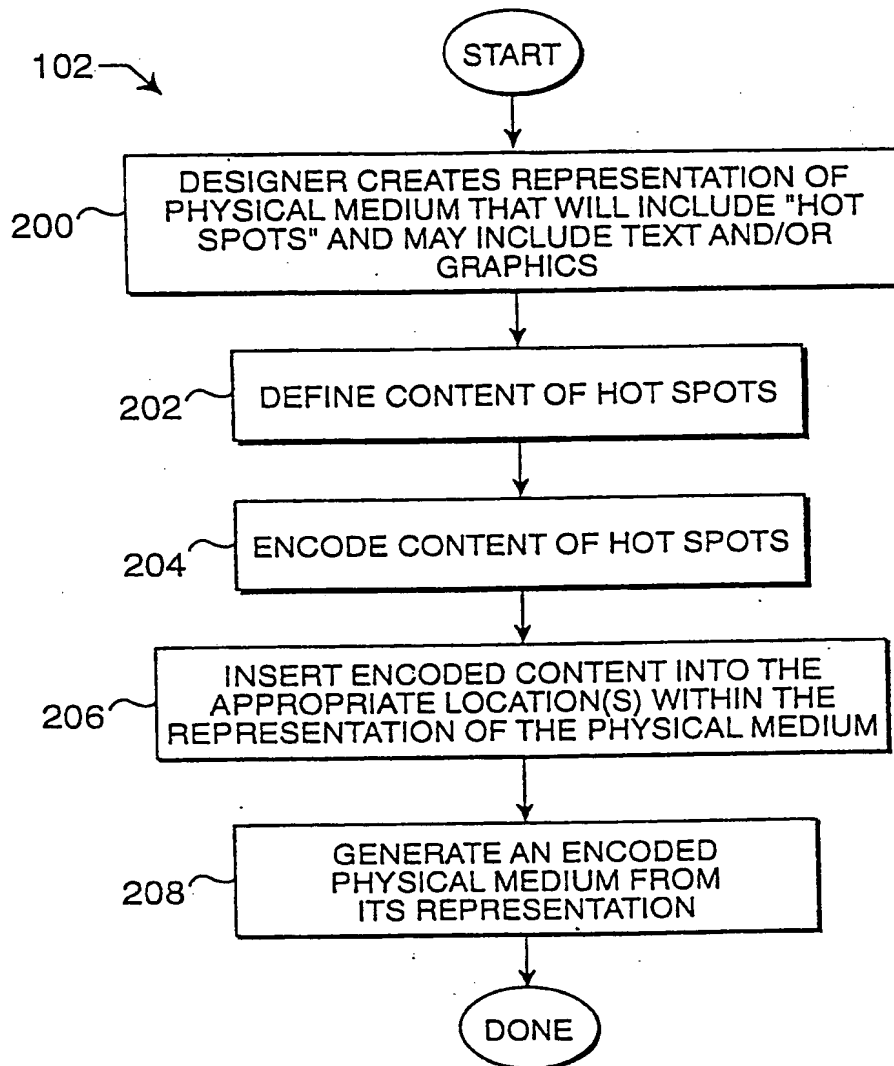 START
102
DESIGNER CREATES REPRESENTATION OF
PHYSICAL MEDIUM THAT WILL INCLUDE "HOT
SPOTS" AND MAY INCLUDE TEXT AND/OR
GRAPHICS
200
DEFINE CONTENT OF HOT SPOTS
202
ENCODE CONTENT OF HOT SPOTS
204
INSERT ENCODED CONTENT INTO THE
APPROPRIATE LOCATION(S) WITHIN THE
REPRESENTATION OF THE PHYSICAL MEDIUM
206
GENERATE AN ENCODED
PHYSICAL MEDIUM FROM
ITS REPRESENTATION
208
DONE